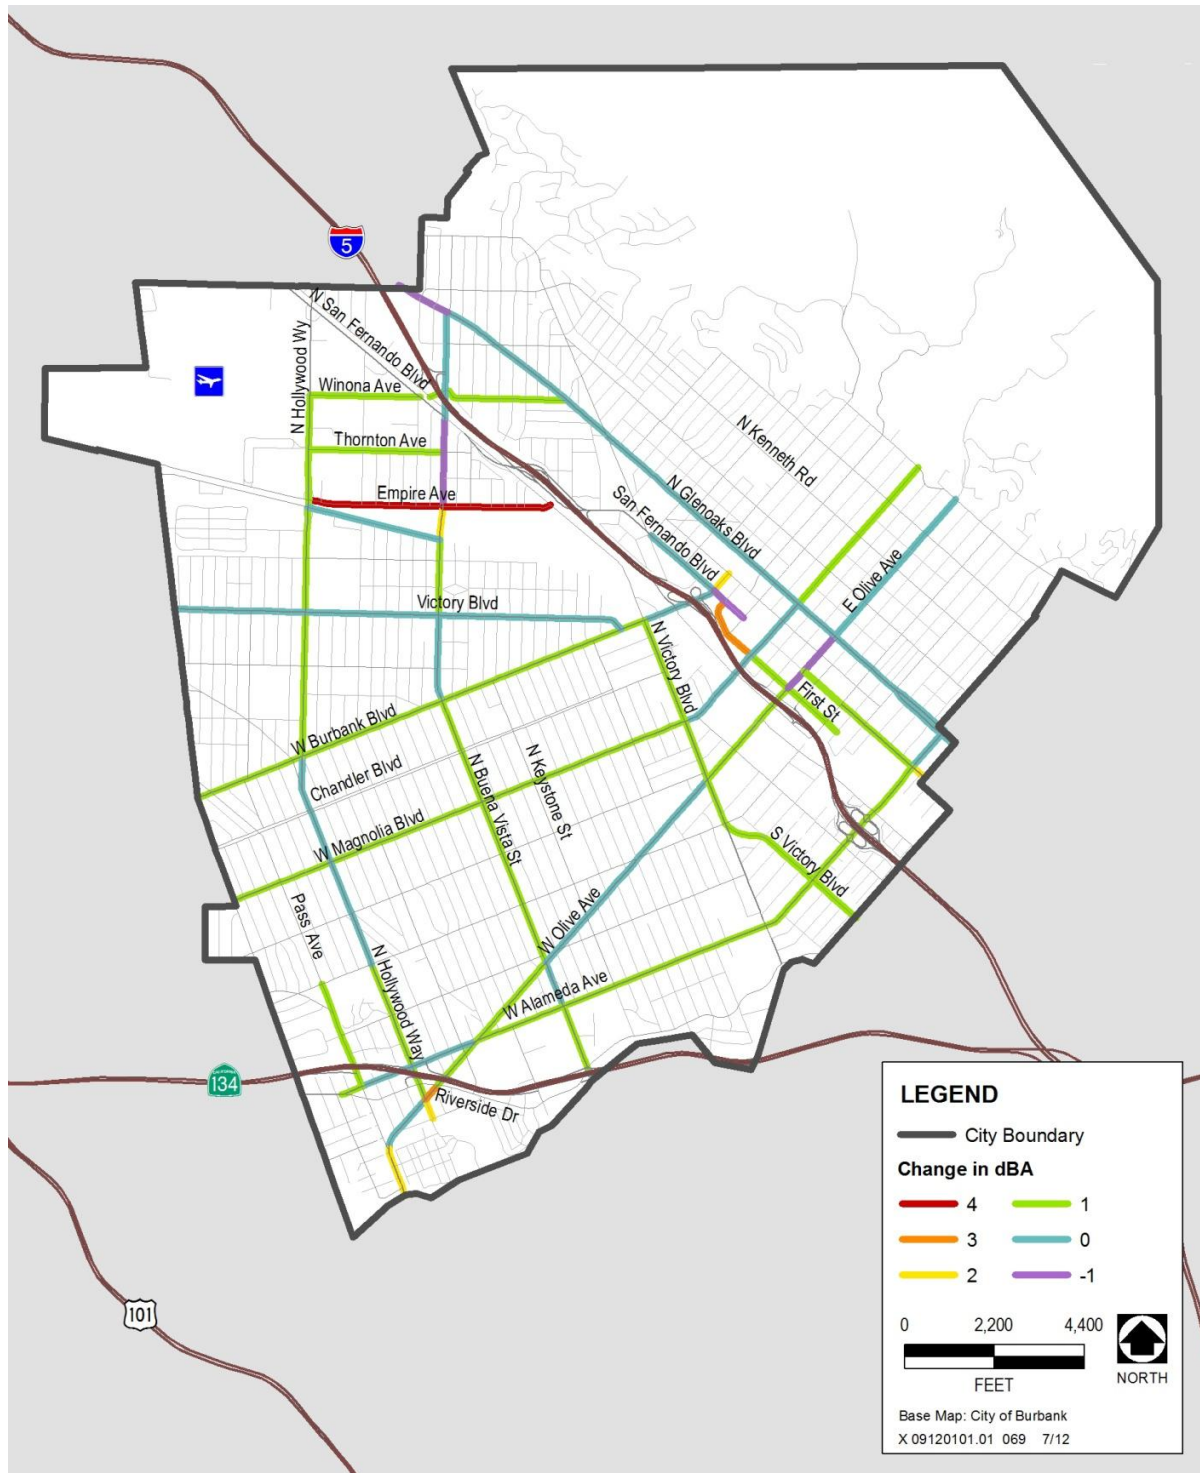 5
N San Fernando Blvd
N Hollywood Wy
Winona Ave
Thornton Ave
Empire Ave
N Kenneth Rd
N Glenoaks Blvd
San Fernando Blvd
E Olive Ave
Victory Blvd
N Victory Blvd
First St
W Burbank Blvd
Chandler Blvd
N Buena Vista St
N Keystone St
W Magnolia Blvd
S Victory Blvd
Pass Ave
W Olive Ave
N Hollywood Way
W Alameda Ave
134
Riverside Dr
101
LEGEND
City Boundary
Change in dBA
4 1
3 0
2 -1
0 2,200 4,400
FEET
NORTH
Base Map: City of Burbank
X 09120101.01 069 7/12